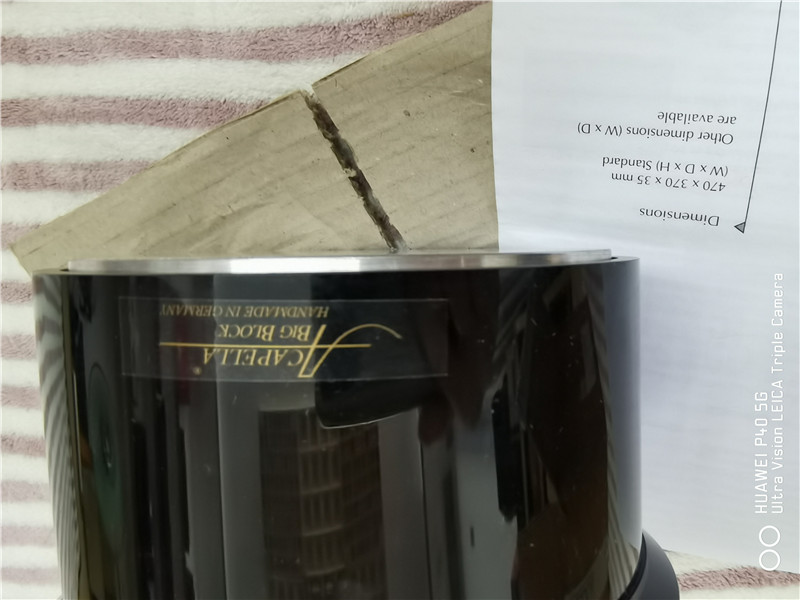 Dimensions
470 x 370 x 35 mm
(W x D x H) Standard
Other dimensions (W x D)
are available
ACAPELLA®
BIG BLOCK
HANDMADE IN GERMANY
HUAWEI P40 5G
Ultra Vision LEICA Triple Camera